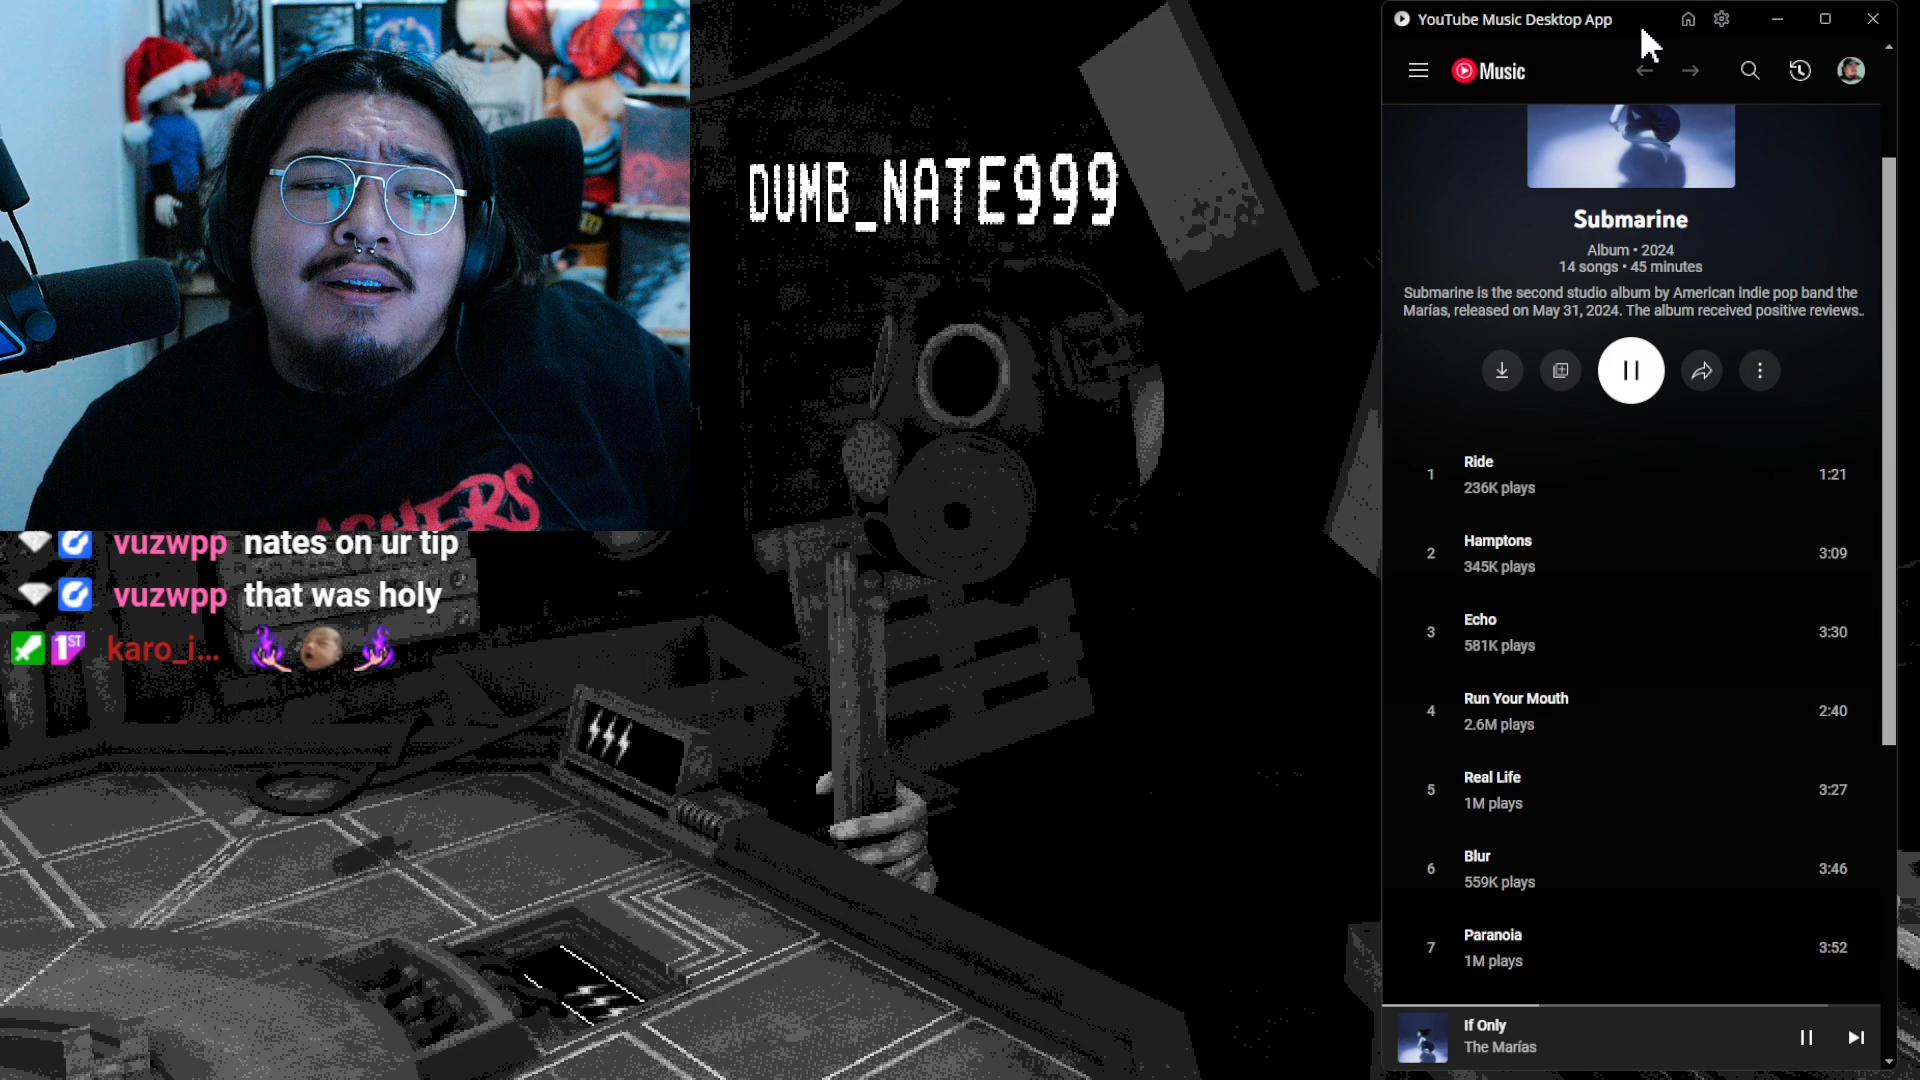 DUMB_NATE999
vuzwpp nates on ur tip
vuzwpp that was holy
1ST karo_i...
YouTube Music Desktop App
Music
Submarine
Album • 2024
14 songs • 45 minutes
Submarine is the second studio album by American indie pop band the
Marías, released on May 31, 2024. The album received positive reviews..
1 Ride 1:21
236K plays
2 Hamptons 3:09
345K plays
3 Echo 3:30
581K plays
4 Run Your Mouth 2:40
2.6M plays
5 Real Life 3:27
1M plays
6 Blur 3:46
559K plays
7 Paranoia 3:52
1M plays
If Only
The Marías